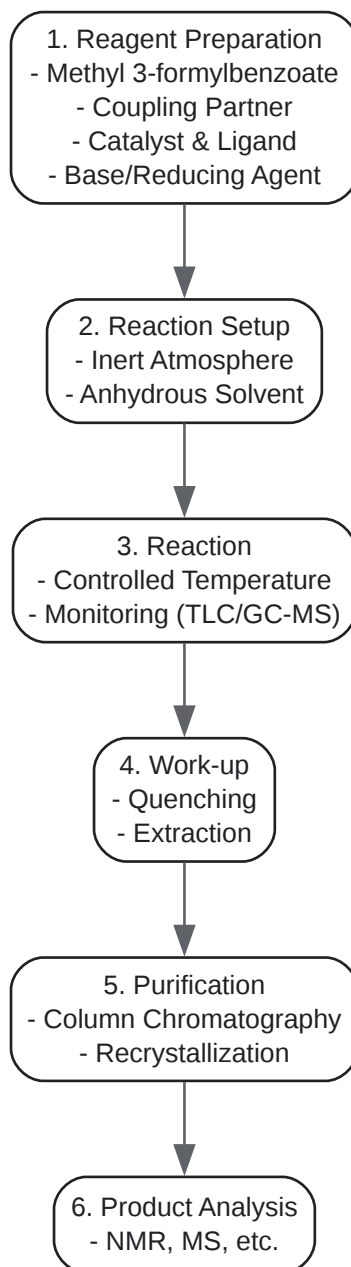 1. Reagent Preparation
- Methyl 3-formylbenzoate
- Coupling Partner
- Catalyst & Ligand
- Base/Reducing Agent
2. Reaction Setup
- Inert Atmosphere
- Anhydrous Solvent
3. Reaction
- Controlled Temperature
- Monitoring (TLC/GC-MS)
4. Work-up
- Quenching
- Extraction
5. Purification
- Column Chromatography
- Recrystallization
6. Product Analysis
- NMR, MS, etc.